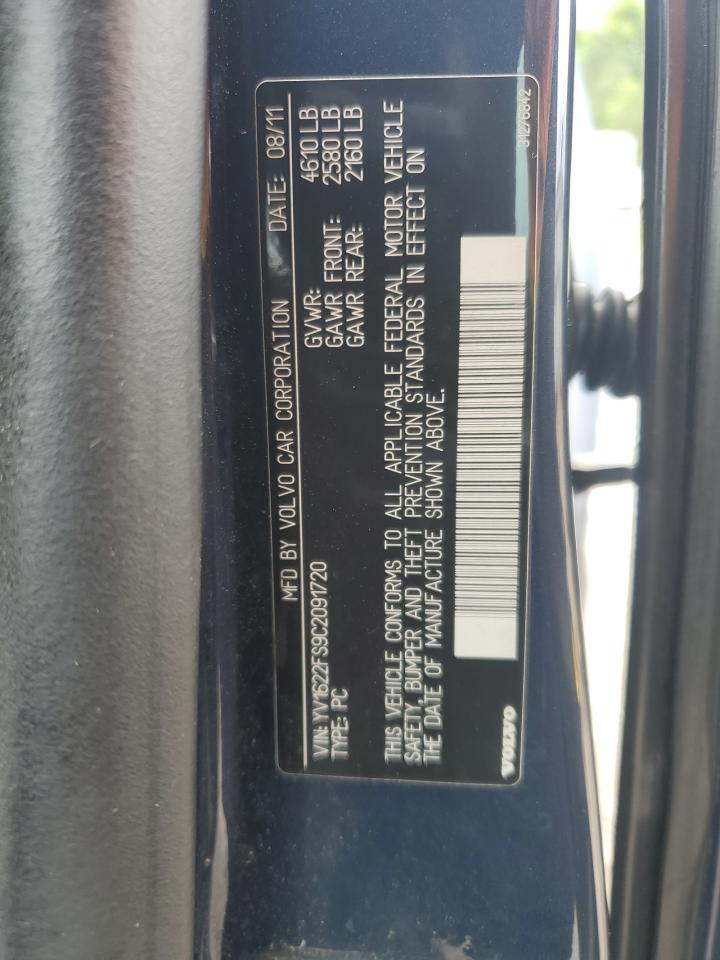 MFD BY VOLVO CAR CORPORATION DATE: 08/11
VIN: YV1622FS9C2091720 GVWR: 4610 LB
TYPE: PC GAWR FRONT: 2580 LB
GAWR REAR: 2160 LB
THIS VEHICLE CONFORMS TO ALL APPLICABLE FEDERAL MOTOR VEHICLE
SAFETY, BUMPER AND THEFT PREVENTION STANDARDS IN EFFECT ON
THE DATE OF MANUFACTURE SHOWN ABOVE.
VOLVO 31276842